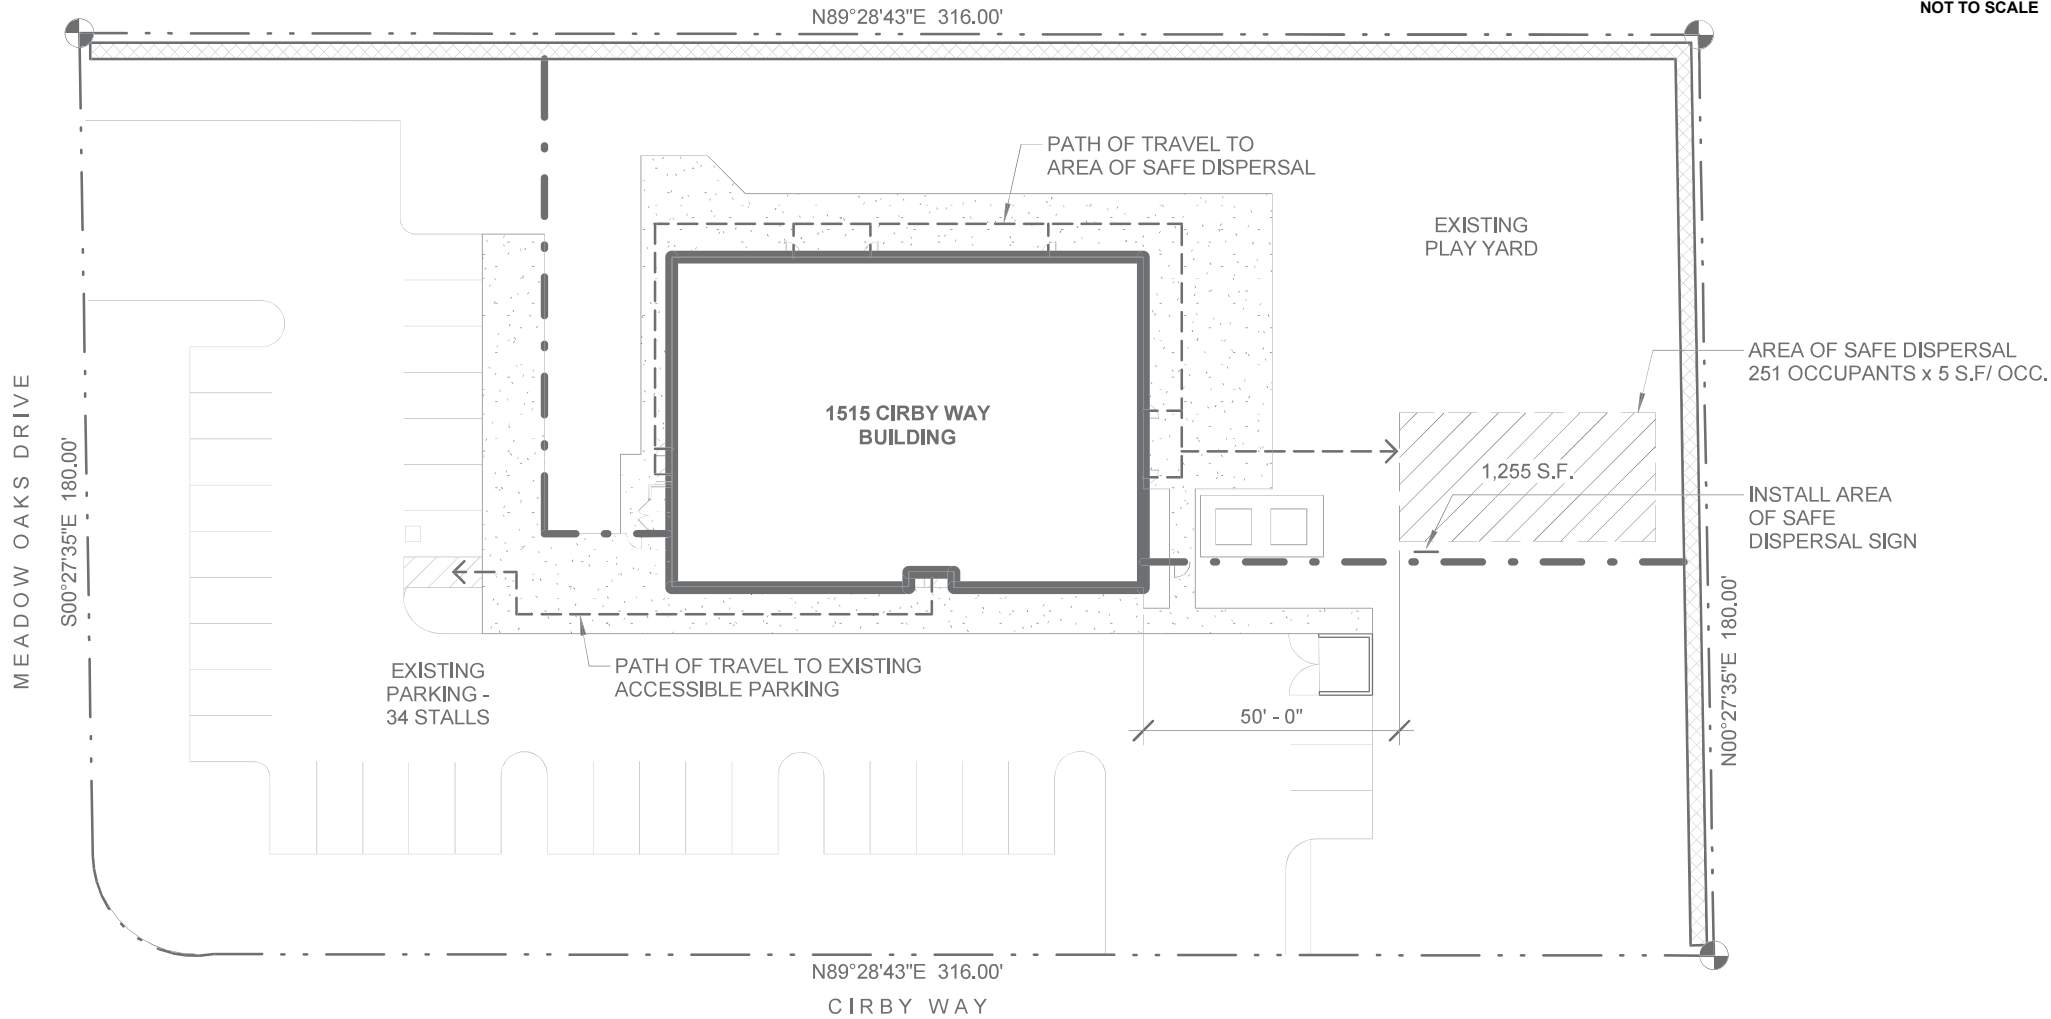 NOT TO SCALE
N89°28'43"E 316.00'
PATH OF TRAVEL TO
AREA OF SAFE DISPERSAL
EXISTING
PLAY YARD
AREA OF SAFE DISPERSAL
251 OCCUPANTS x 5 S.F/ OCC.
1515 CIRBY WAY
BUILDING
1,255 S.F.
INSTALL AREA
OF SAFE
DISPERSAL SIGN
MEADOW OAKS DRIVE
S00°27'35"E 180.00'
N00°27'35"E 180.00'
EXISTING
PARKING -
34 STALLS
PATH OF TRAVEL TO EXISTING
ACCESSIBLE PARKING
50' - 0"
N89°28'43"E 316.00'
CIRBY WAY